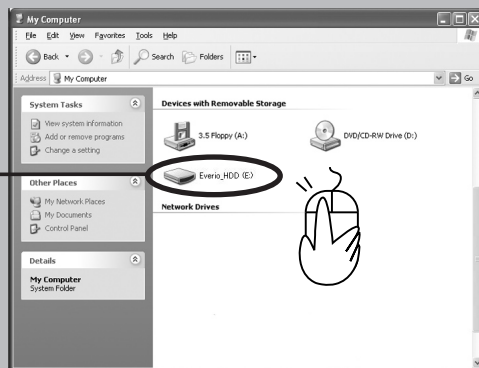 My Computer
File Edit View Favorites Tools Help
Back Search Folders
Address My Computer Go
System Tasks
View system information
Add or remove programs
Change a setting
Other Places
My Network Places
My Documents
Control Panel
Details
My Computer
System Folder
Devices with Removable Storage
3.5 Floppy (A:)
DVD/CD-RW Drive (D:)
Everio_HDD (E:)
Network Drives